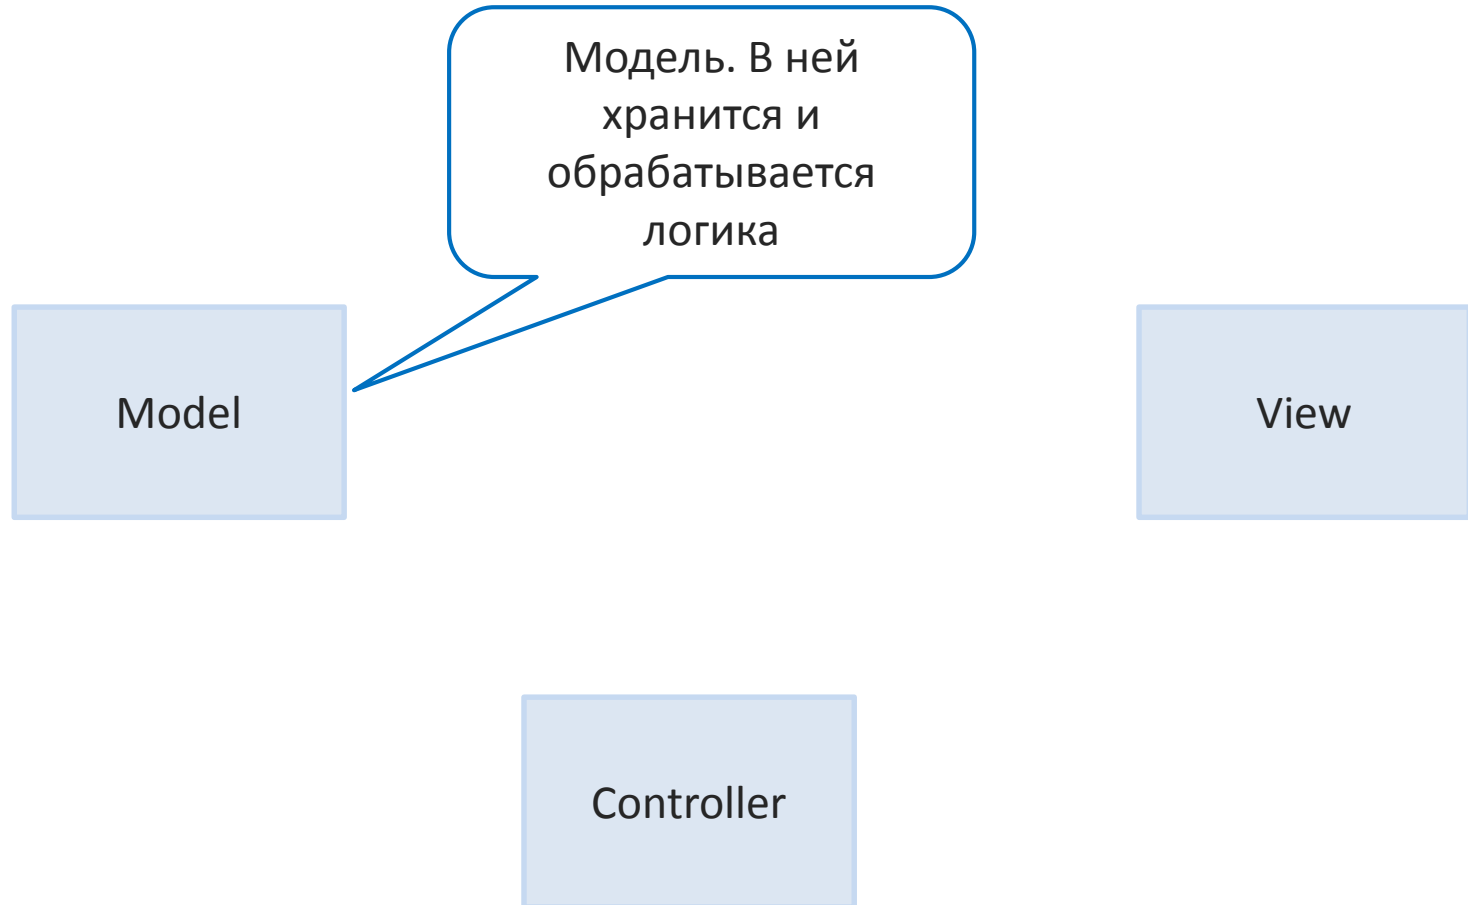 Модель. В ней
хранится и
обрабатывается
логика
Model
View
Controller